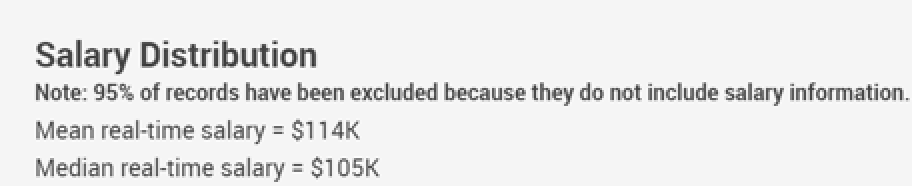 Salary Distribution
Note: 95% of records have been excluded because they do not include salary information.
Mean real-time salary = $114K
Median real-time salary = $105K